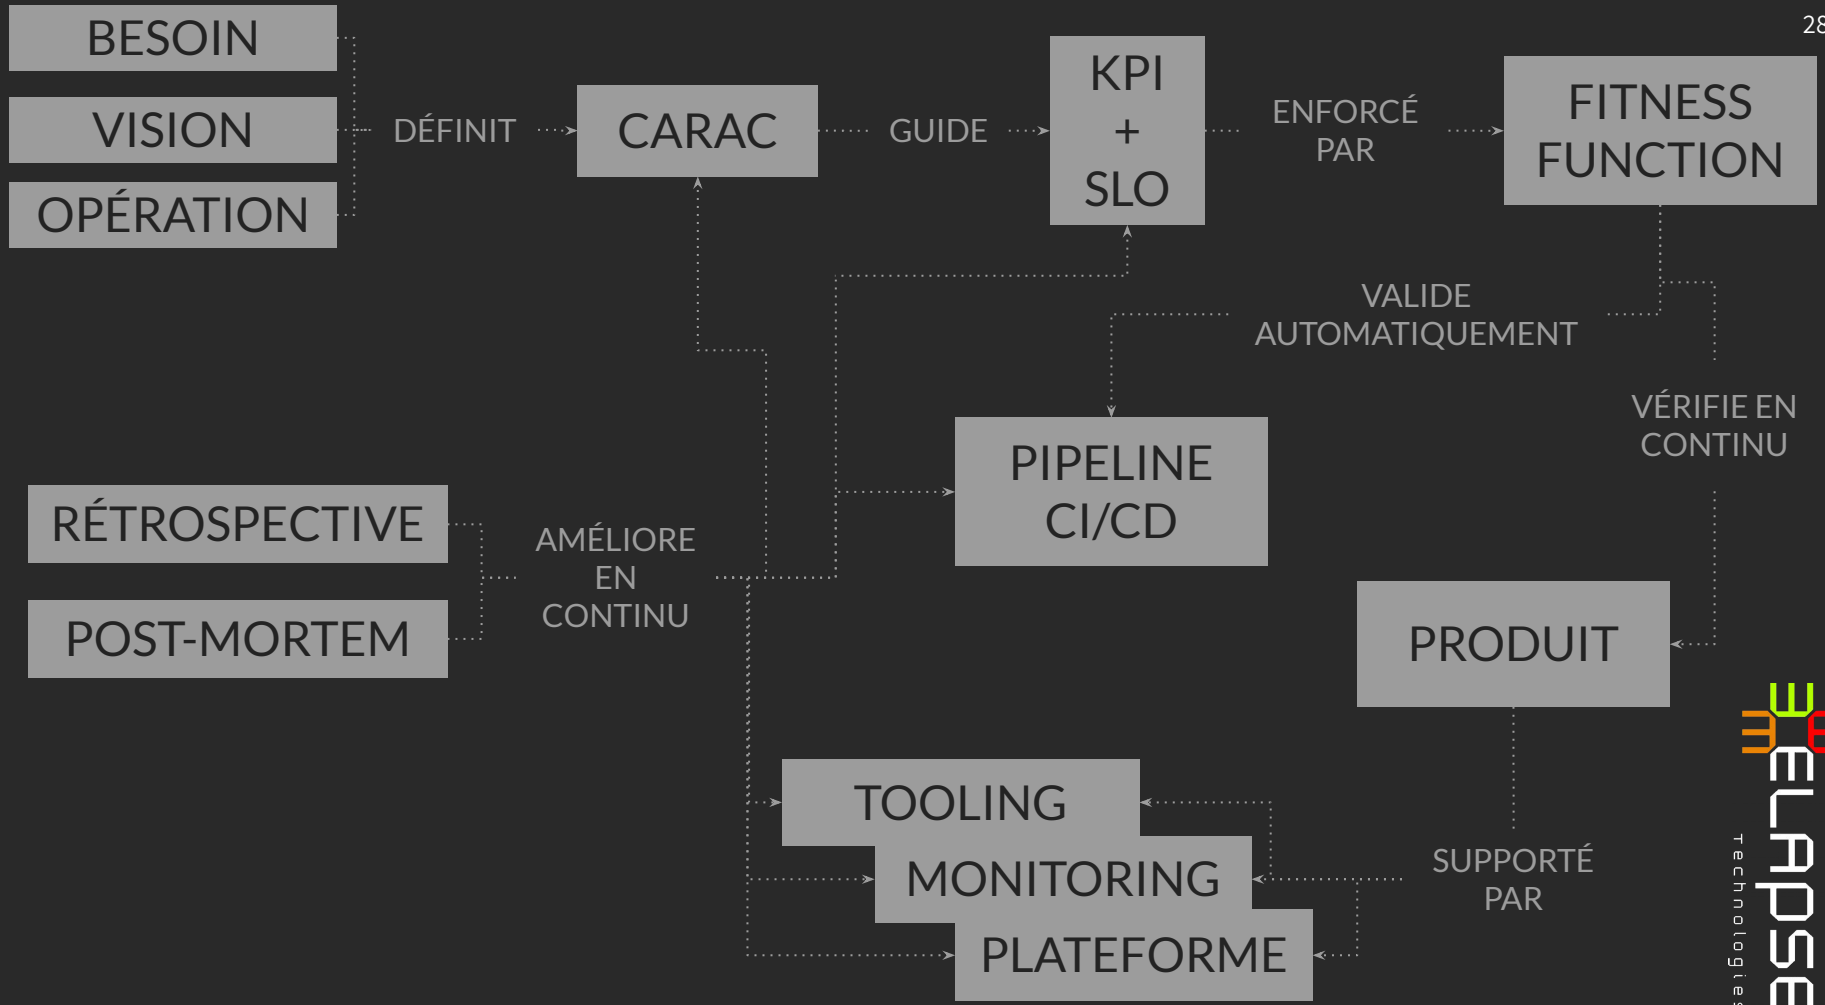 28
BESOIN
VISION
OPÉRATION
DÉFINIT
CARAC
GUIDE
KPI
+
SLO
ENFORCÉ
PAR
FITNESS
FUNCTION
VALIDE
AUTOMATIQUEMENT
VÉRIFIE EN
CONTINU
PIPELINE
CI/CD
RÉTROSPECTIVE
POST-MORTEM
AMÉLIORE
EN
CONTINU
PRODUIT
TOOLING
MONITORING
PLATEFORME
SUPPORTÉ
PAR
ELAPSE
Technologies